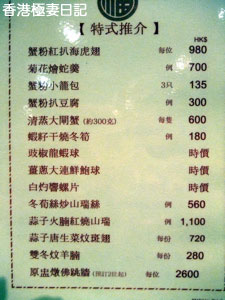 香港極妻日記
福
【 特式推介 】
HK$
蟹粉紅扒海虎翅 每位 980
菊花燴蛇羹 例 700
蟹粉小籠包 3只 135
蟹粉扒豆腐 例 300
清蒸大閘蟹 (約300克) 每隻 600
蝦籽干燒冬筍 例 180
豉椒龍蝦球 時價
薑蔥大連鮮鮑球 時價
白灼響螺片 時價
冬筍絲炒山瑞絲 例 560
蒜子火腩紅燒山瑞 例 1,100
蒜子唐生菜炆斑翅 每份 720
雙冬炆羊腩 每份 280
原盅燉佛跳牆 每位 2600